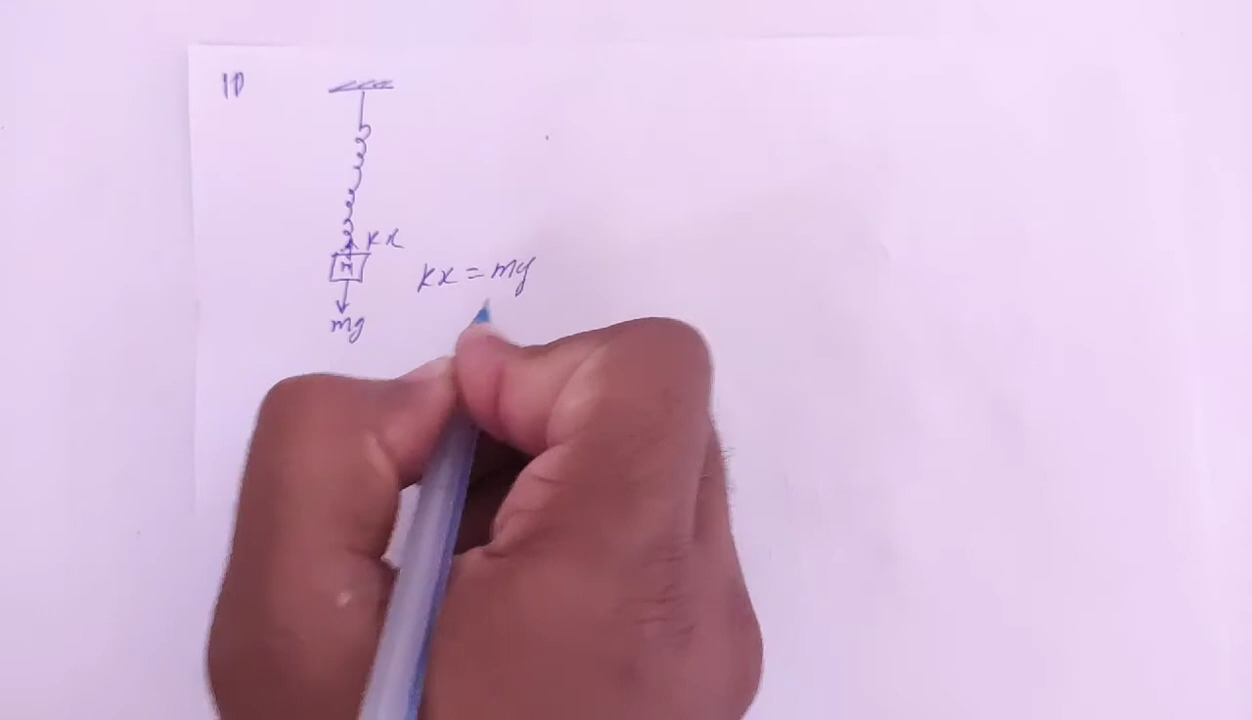 10
kx
kx = mg
mg